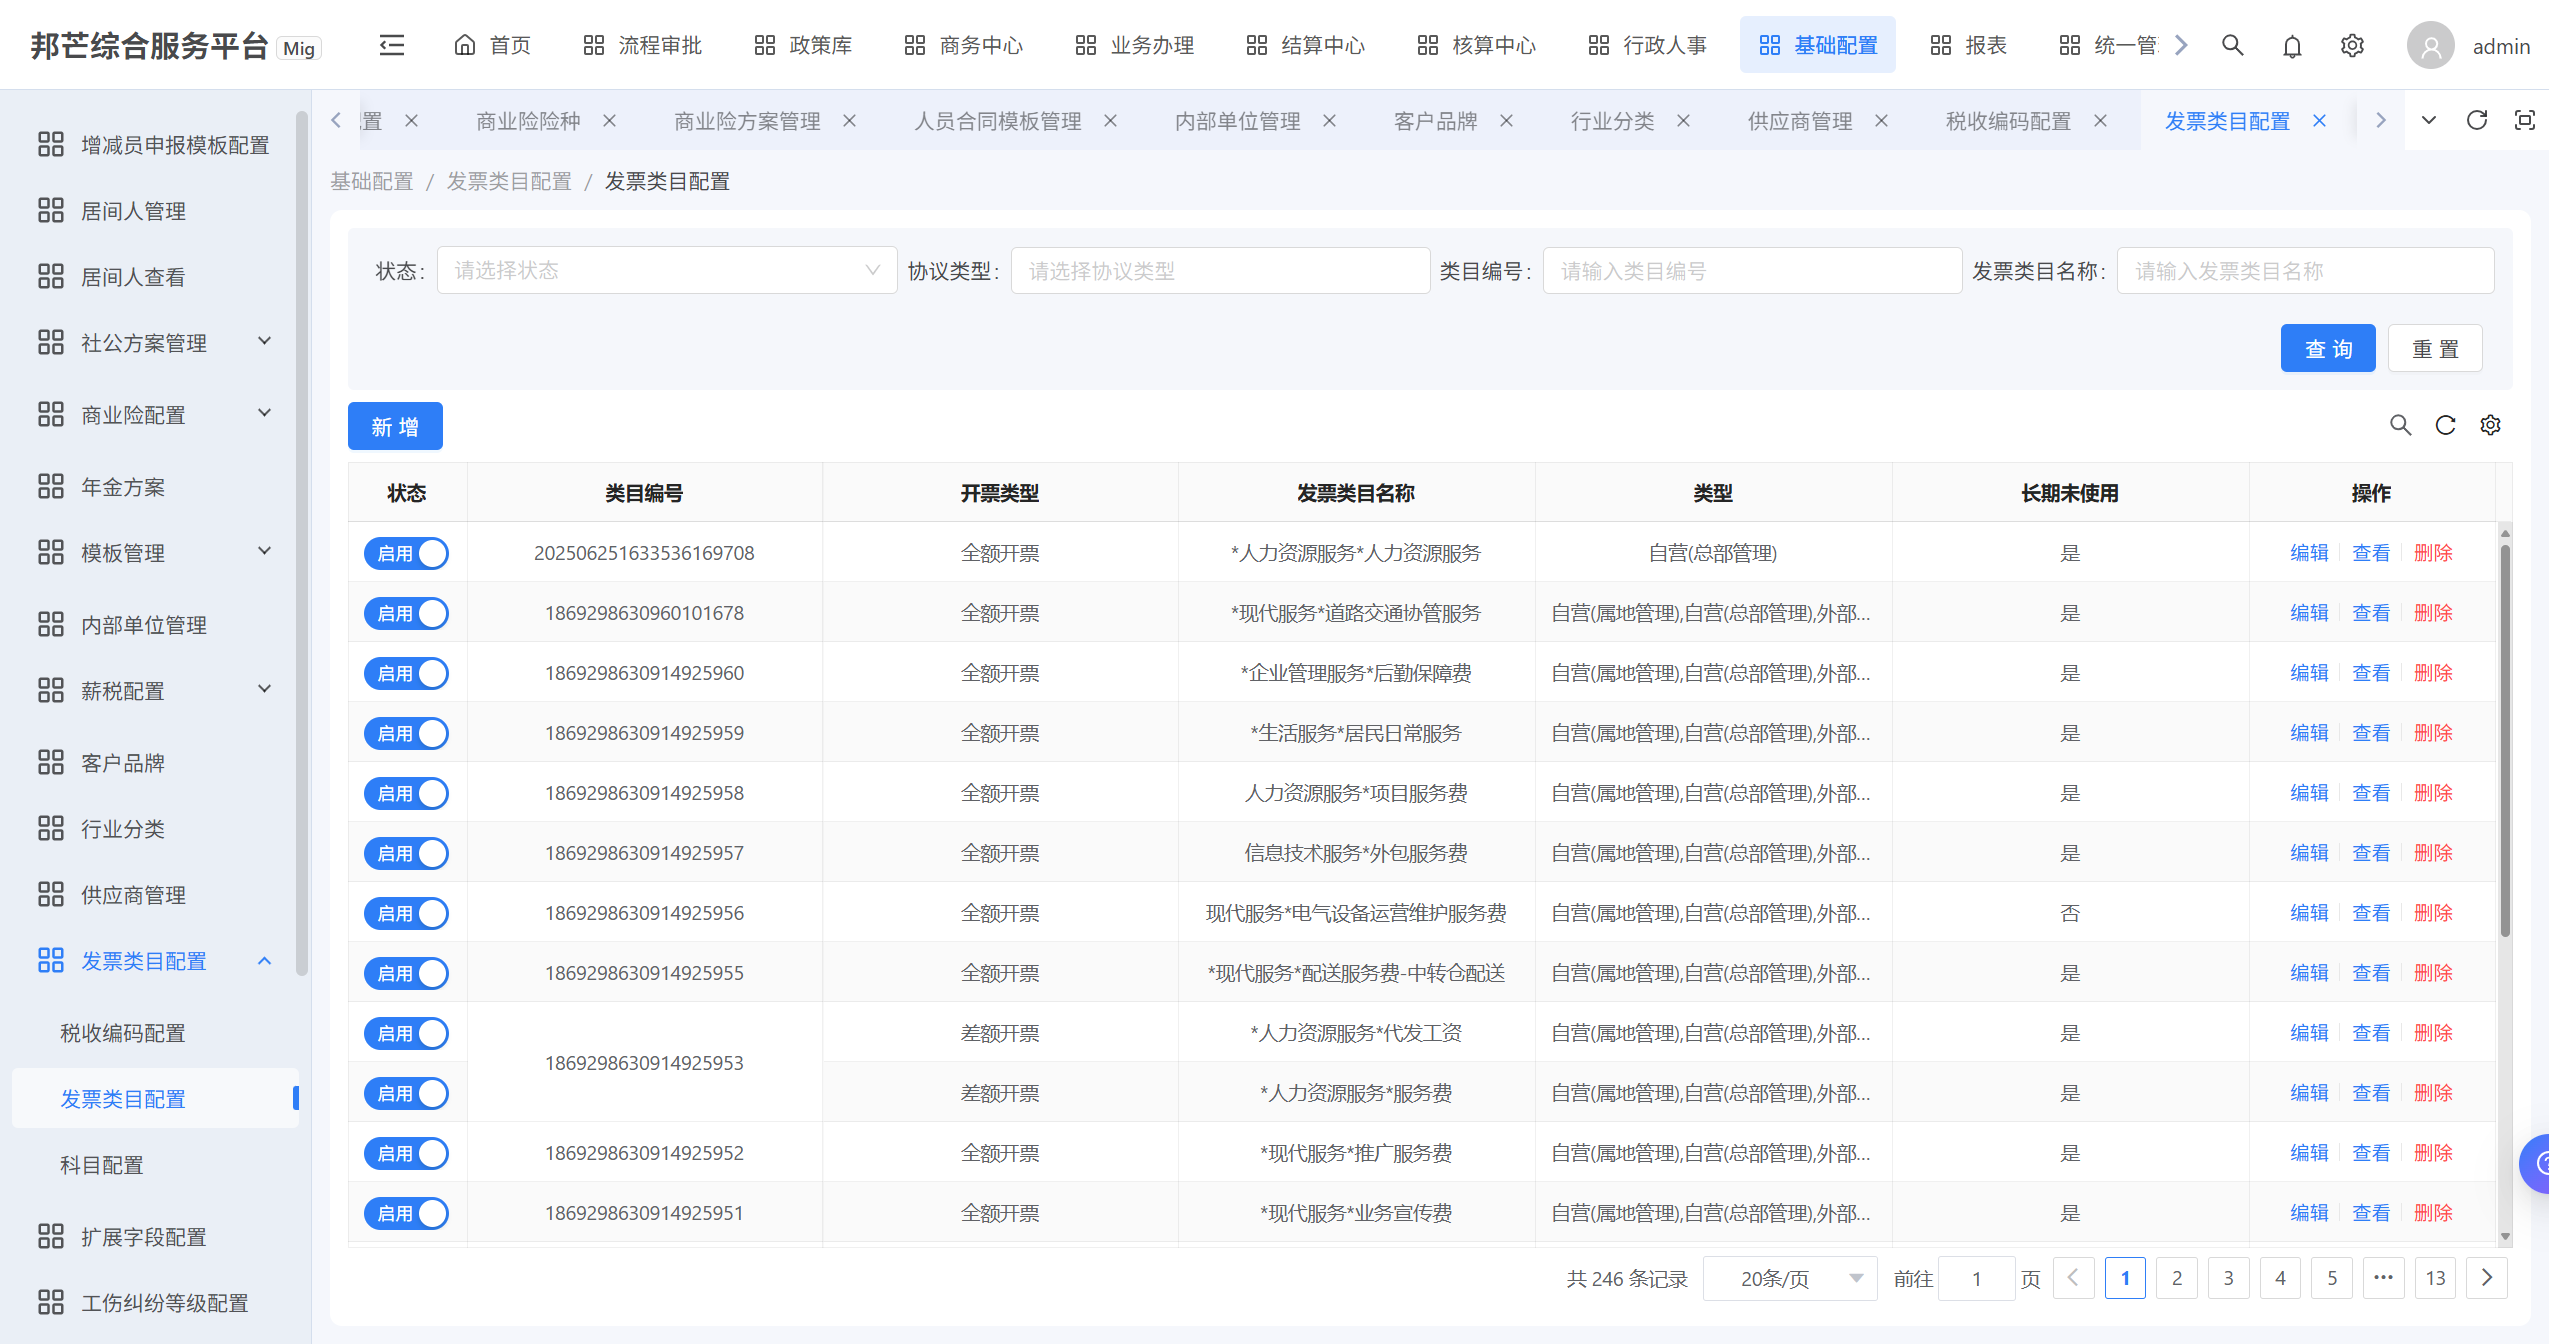 邦芒综合服务平台 Mig 首页 流程审批 政策库 商务中心 业务办理 结算中心 核算中心 行政人事 基础配置 报表 统一管 admin
置 商业险险种 商业险方案管理 人员合同模板管理 内部单位管理 客户品牌 行业分类 供应商管理 税收编码配置 发票类目配置
增减员申报模板配置
居间人管理
居间人查看
社公方案管理
商业险配置
年金方案
模板管理
内部单位管理
薪税配置
客户品牌
行业分类
供应商管理
发票类目配置
税收编码配置
发票类目配置
科目配置
扩展字段配置
工伤纠纷等级配置
基础配置 / 发票类目配置 / 发票类目配置
状态: 请选择状态 协议类型: 请选择协议类型 类目编号: 请输入类目编号 发票类目名称: 请输入发票类目名称
查 询 重 置
新 增
状态 类目编号 开票类型 发票类目名称 类型 长期未使用 操作
启用 202506251633536169708 全额开票 *人力资源服务*人力资源服务 自营(总部管理) 是 编辑 查看 删除
启用 1869298630960101678 全额开票 *现代服务*道路交通协管服务 自营(属地管理),自营(总部管理),外部... 是 编辑 查看 删除
启用 1869298630914925960 全额开票 *企业管理服务*后勤保障费 自营(属地管理),自营(总部管理),外部... 是 编辑 查看 删除
启用 1869298630914925959 全额开票 *生活服务*居民日常服务 自营(属地管理),自营(总部管理),外部... 是 编辑 查看 删除
启用 1869298630914925958 全额开票 人力资源服务*项目服务费 自营(属地管理),自营(总部管理),外部... 是 编辑 查看 删除
启用 1869298630914925957 全额开票 信息技术服务*外包服务费 自营(属地管理),自营(总部管理),外部... 是 编辑 查看 删除
启用 1869298630914925956 全额开票 现代服务*电气设备运营维护服务费 自营(属地管理),自营(总部管理),外部... 否 编辑 查看 删除
启用 1869298630914925955 全额开票 *现代服务*配送服务费-中转仓配送 自营(属地管理),自营(总部管理),外部... 是 编辑 查看 删除
启用 1869298630914925953 差额开票 *人力资源服务*代发工资 自营(属地管理),自营(总部管理),外部... 是 编辑 查看 删除
启用 差额开票 *人力资源服务*服务费 自营(属地管理),自营(总部管理),外部... 是 编辑 查看 删除
启用 1869298630914925952 全额开票 *现代服务*推广服务费 自营(属地管理),自营(总部管理),外部... 是 编辑 查看 删除
启用 1869298630914925951 全额开票 *现代服务*业务宣传费 自营(属地管理),自营(总部管理),外部... 是 编辑 查看 删除
共 246 条记录 20条/页 前往 1 页 1 2 3 4 5 ••• 13